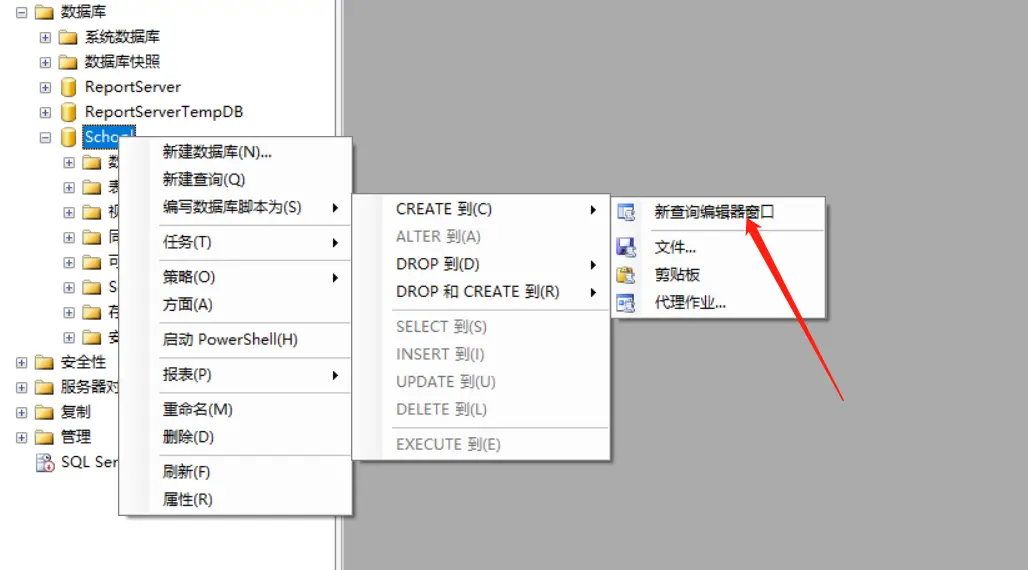 数据库
系统数据库
数据库快照
ReportServer
ReportServerTempDB
School
数
表
视
同
可
存
安
安全性
服务器对
复制
管理
SQL Ser
新建数据库(N)...
新建查询(Q)
编写数据库脚本为(S)
任务(T)
策略(O)
方面(A)
启动 PowerShell(H)
报表(P)
重命名(M)
删除(D)
刷新(F)
属性(R)
CREATE 到(C)
ALTER 到(A)
DROP 到(D)
DROP 和 CREATE 到(R)
SELECT 到(S)
INSERT 到(I)
UPDATE 到(U)
DELETE 到(L)
EXECUTE 到(E)
新查询编辑器窗口
文件...
剪贴板
代理作业...